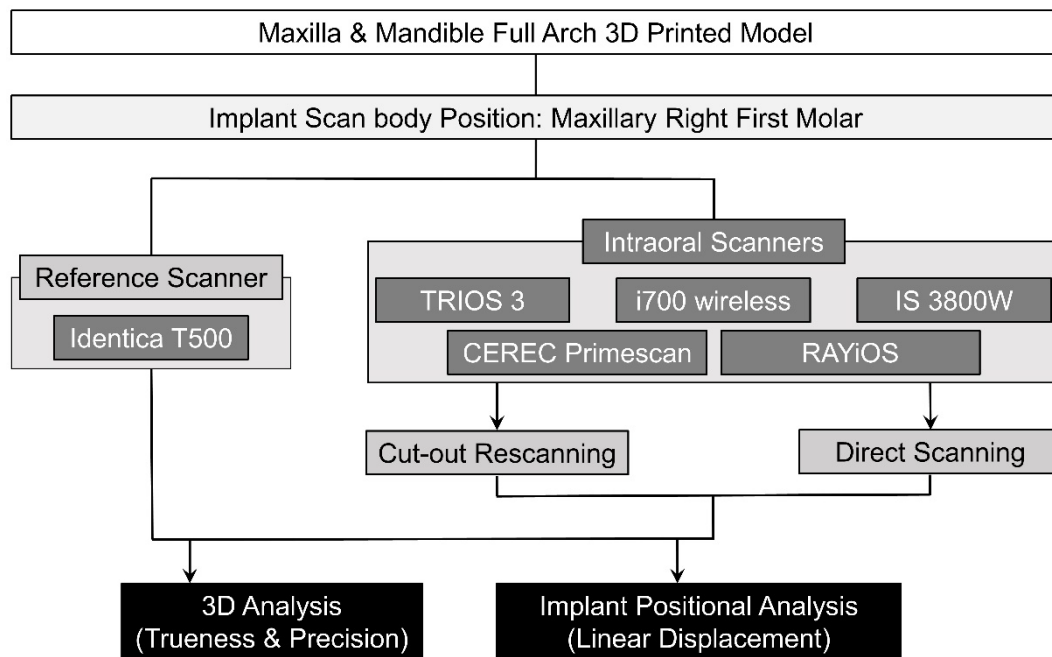 Maxilla & Mandible Full Arch 3D Printed Model
Implant Scan body Position: Maxillary Right First Molar
Intraoral Scanners
Reference Scanner
TRIOS 3
i700 wireless
IS 3800W
Identica T500
CEREC Primescan
RAYiOS
Cut-out Rescanning
Direct Scanning
3D Analysis
(Trueness & Precision)
Implant Positional Analysis
(Linear Displacement)